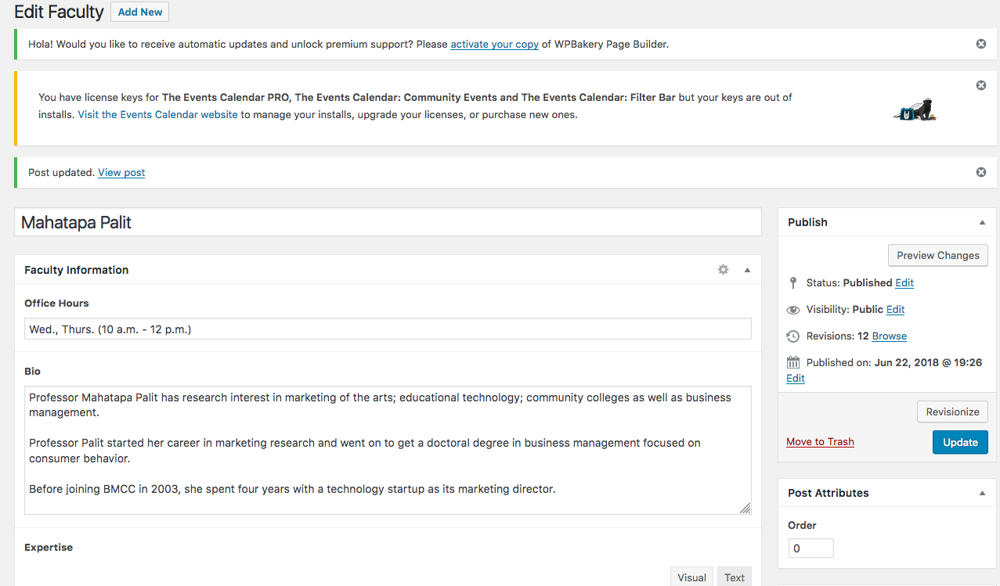 Edit Faculty Add New
Hola! Would you like to receive automatic updates and unlock premium support? Please activate your copy of WPBakery Page Builder.
You have license keys for The Events Calendar PRO, The Events Calendar: Community Events and The Events Calendar: Filter Bar but your keys are out of
installs. Visit the Events Calendar website to manage your installs, upgrade your licenses, or purchase new ones.
Post updated. View post
Mahatapa Palit
Faculty Information
Office Hours
Wed., Thurs. (10 a.m. - 12 p.m.)
Bio
Professor Mahatapa Palit has research interest in marketing of the arts; educational technology; community colleges as well as business
management.
Professor Palit started her career in marketing research and went on to get a doctoral degree in business management focused on
consumer behavior.
Before joining BMCC in 2003, she spent four years with a technology startup as its marketing director.
Expertise
Visual Text
Publish
Preview Changes
Status: Published Edit
Visibility: Public Edit
Revisions: 12 Browse
Published on: Jun 22, 2018 @ 19:26
Edit
Revisionize
Move to Trash Update
Post Attributes
Order
0